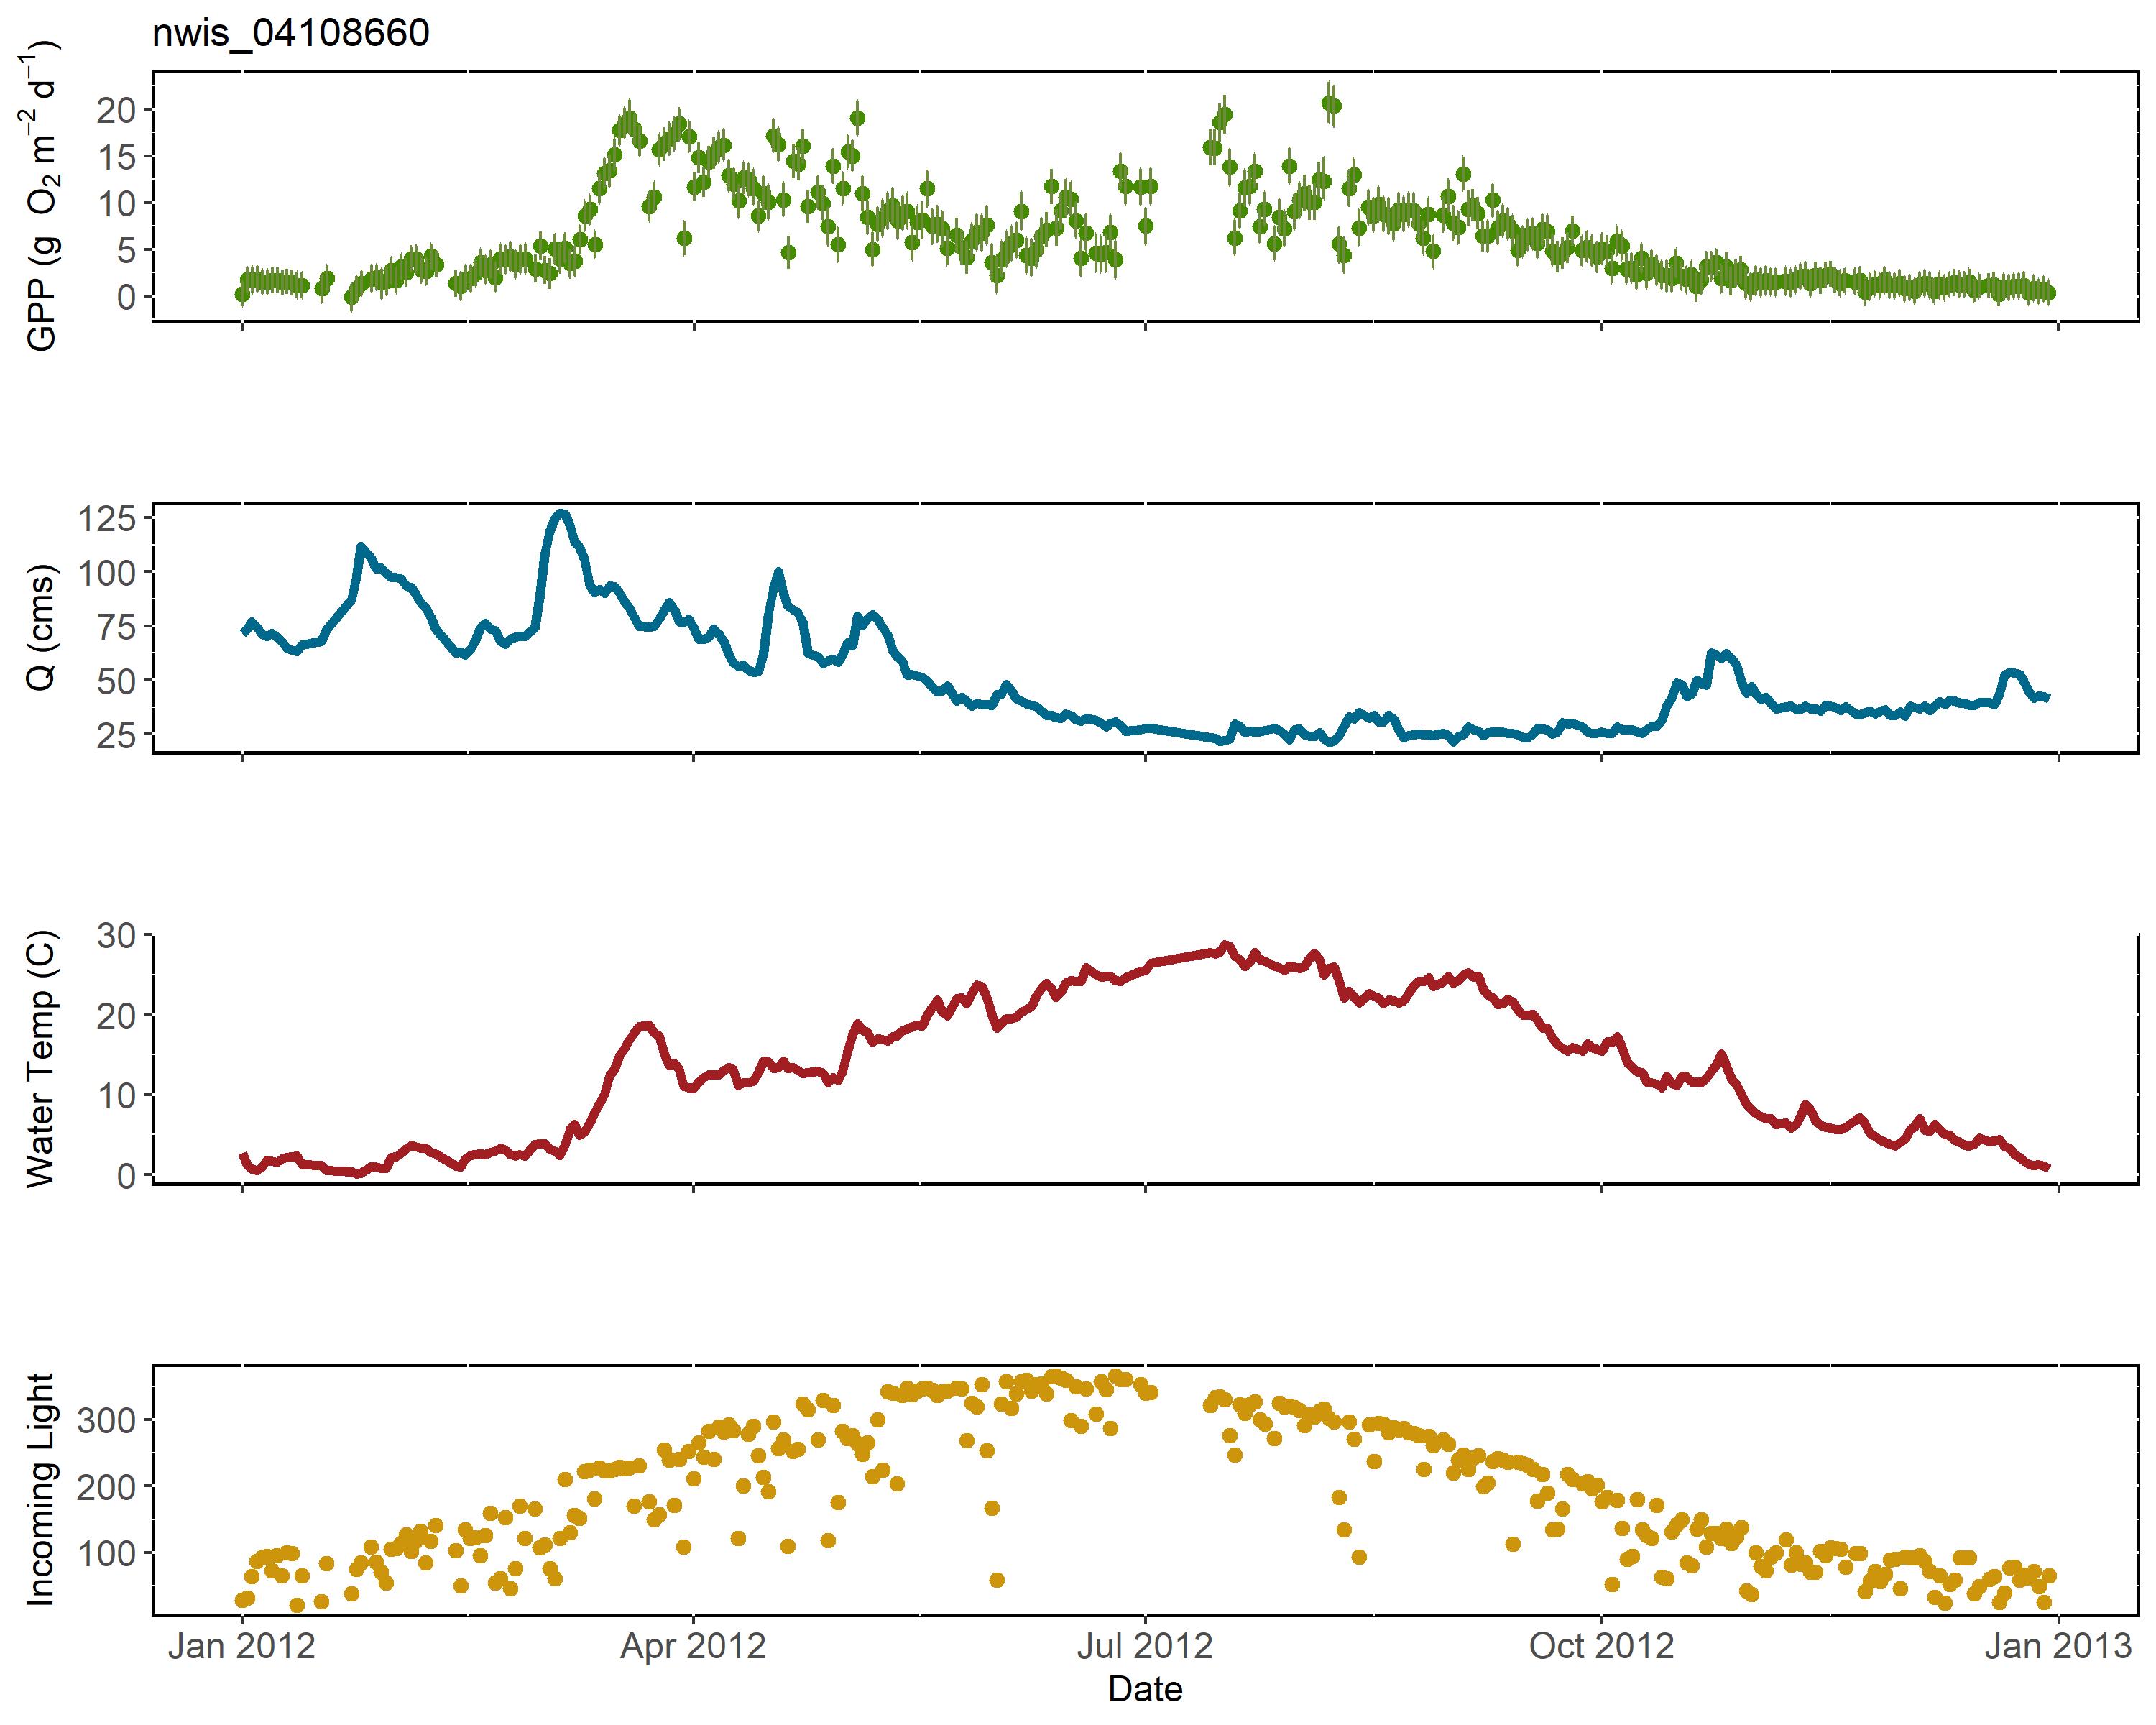 nwis_04108660
GPP (g O₂ m⁻² d⁻¹)
20
15
10
5
0
Q (cms)
125
100
75
50
25
Water Temp (C)
30
20
10
0
Incoming Light
300
200
100
Jan 2012 Apr 2012 Jul 2012 Oct 2012 Jan 2013
Date